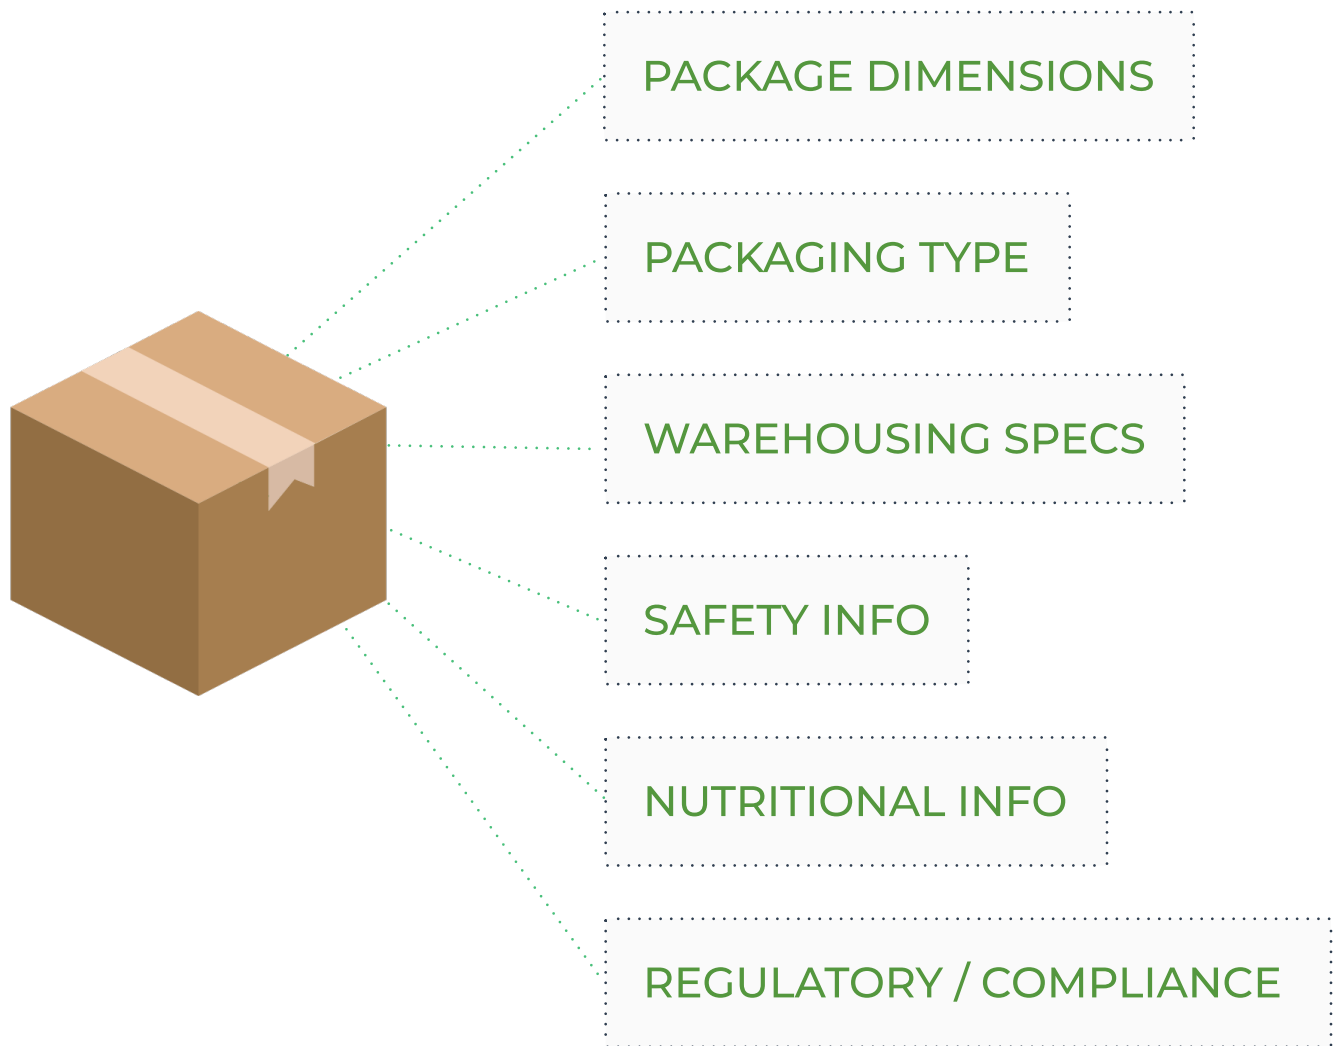 PACKAGE DIMENSIONS
PACKAGING TYPE
WAREHOUSING SPECS
SAFETY INFO
NUTRITIONAL INFO
REGULATORY / COMPLIANCE